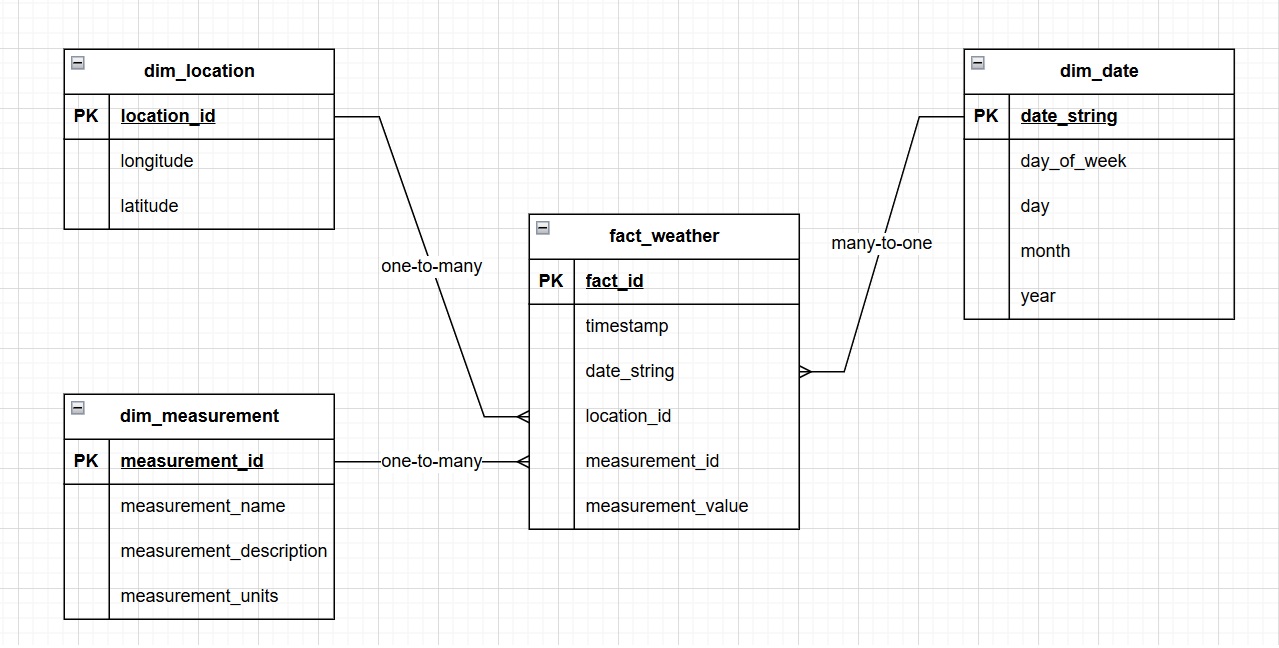 dim_location
PK location_id
longitude
latitude
one-to-many
dim_measurement
PK measurement_id
measurement_name
measurement_description
measurement_units
one-to-many
fact_weather
PK fact_id
timestamp
date_string
location_id
measurement_id
measurement_value
many-to-one
dim_date
PK date_string
day_of_week
day
month
year